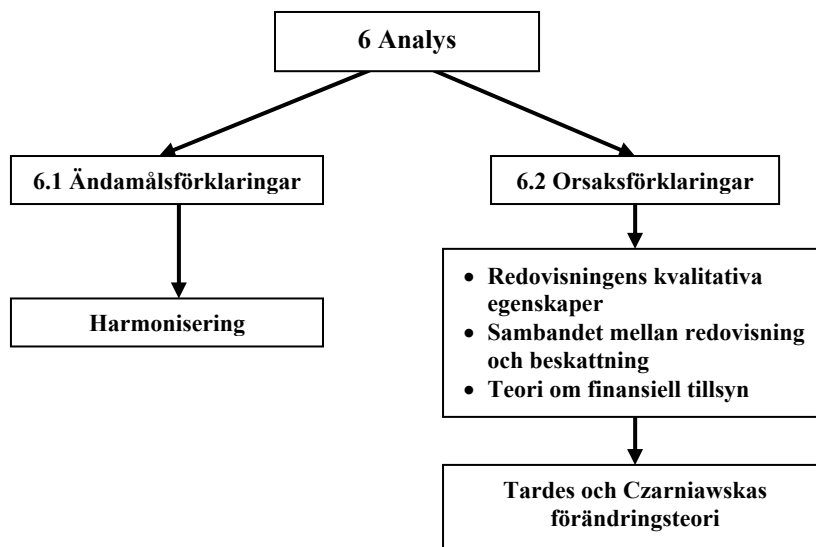 6 Analys
6.1 Ändamålsförklaringar
6.2 Orsaksförklaringar
Harmonisering
• Redovisningens kvalitativa
egenskaper
• Sambandet mellan redovisning
och beskattning
• Teori om finansiell tillsyn
Tardes och Czarniawskas
förändringsteori